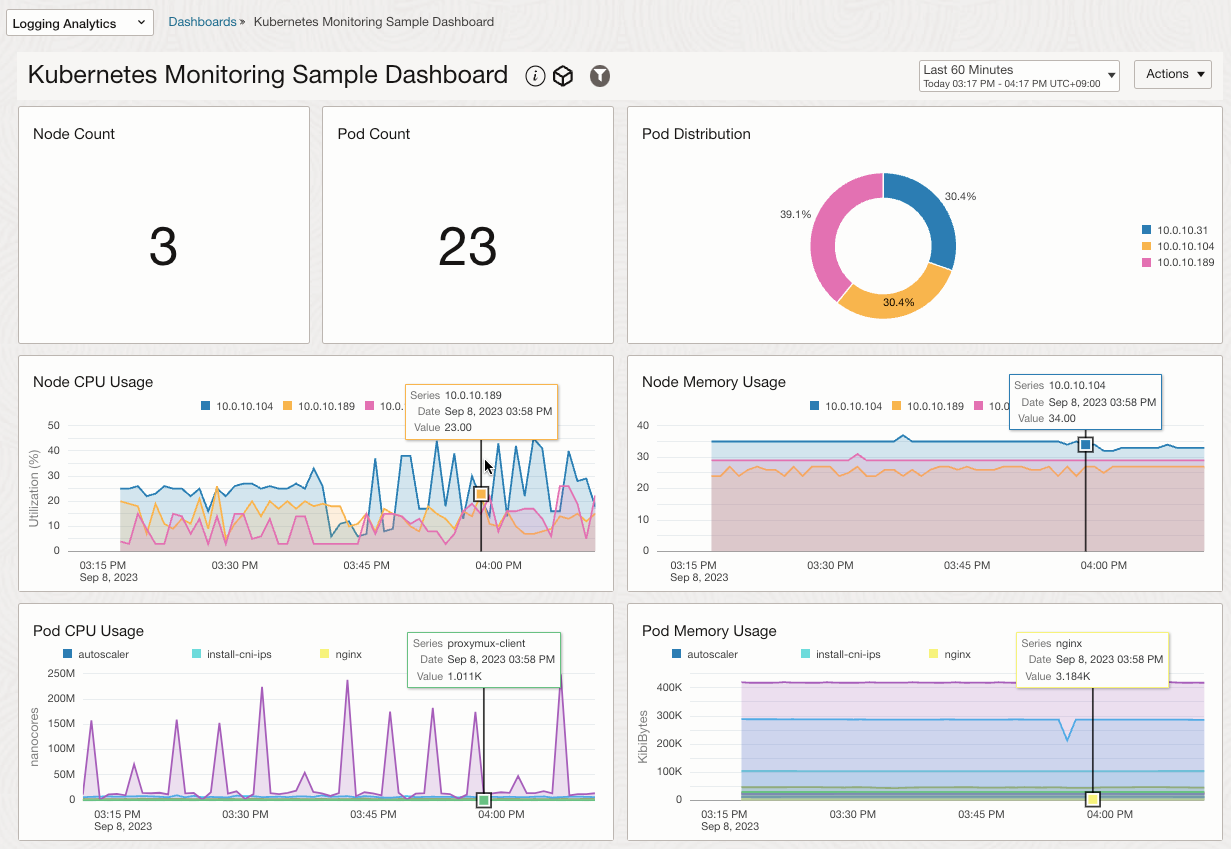 Logging Analytics
Dashboards » Kubernetes Monitoring Sample Dashboard
Kubernetes Monitoring Sample Dashboard
i
Last 60 Minutes
Today 03:17 PM - 04:17 PM UTC+09:00
Actions
Node Count
3
Pod Count
23
Pod Distribution
30.4%
39.1%
30.4%
10.0.10.31
10.0.10.104
10.0.10.189
Node CPU Usage
10.0.10.104 10.0.10.189 10.0.
Series 10.0.10.189
Date Sep 8, 2023 03:58 PM
Value 23.00
Utilization (%)
50
40
30
20
10
0
03:15 PM 03:30 PM 03:45 PM 04:00 PM
Sep 8, 2023
Node Memory Usage
10.0.10.104 10.0.10.189 10.0
Series 10.0.10.104
Date Sep 8, 2023 03:58 PM
Value 34.00
40
30
20
10
0
03:15 PM 03:30 PM 03:45 PM 04:00 PM
Sep 8, 2023
Pod CPU Usage
autoscaler install-cni-ips nginx
Series proxymux-client
Date Sep 8, 2023 03:58 PM
Value 1.011K
nanocores
250M
200M
150M
100M
50M
0
03:15 PM 03:30 PM 03:45 PM 04:00 PM
Sep 8, 2023
Pod Memory Usage
autoscaler install-cni-ips nginx
Series nginx
Date Sep 8, 2023 03:58 PM
Value 3.184K
KibiBytes
400K
300K
200K
100K
0
03:15 PM 03:30 PM 03:45 PM 04:00 PM
Sep 8, 2023